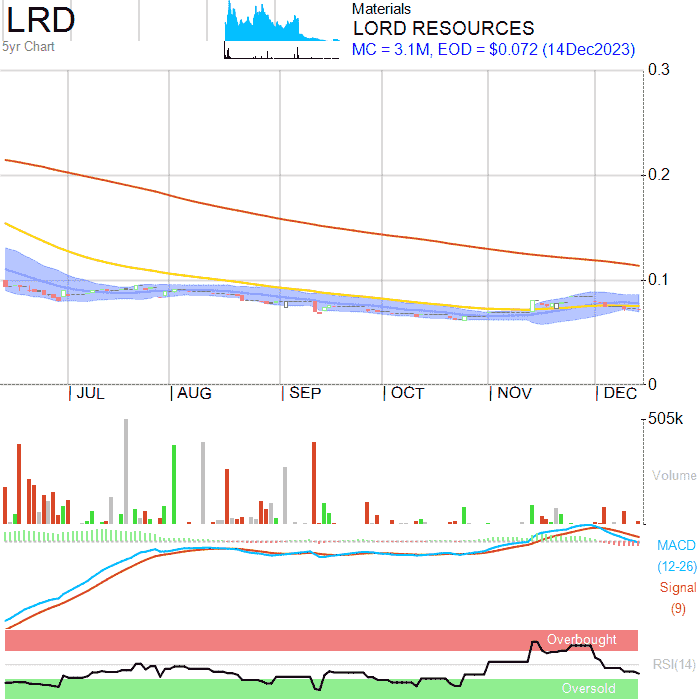 LRD
5yr Chart
Materials
LORD RESOURCES
MC = 3.1M, EOD = $0.072 (14Dec2023)
0.3
0.2
0.1
0
JUL AUG SEP OCT NOV DEC
505k
Volume
MACD
(12-26)
Signal
(9)
Overbought
RSI(14)
Oversold